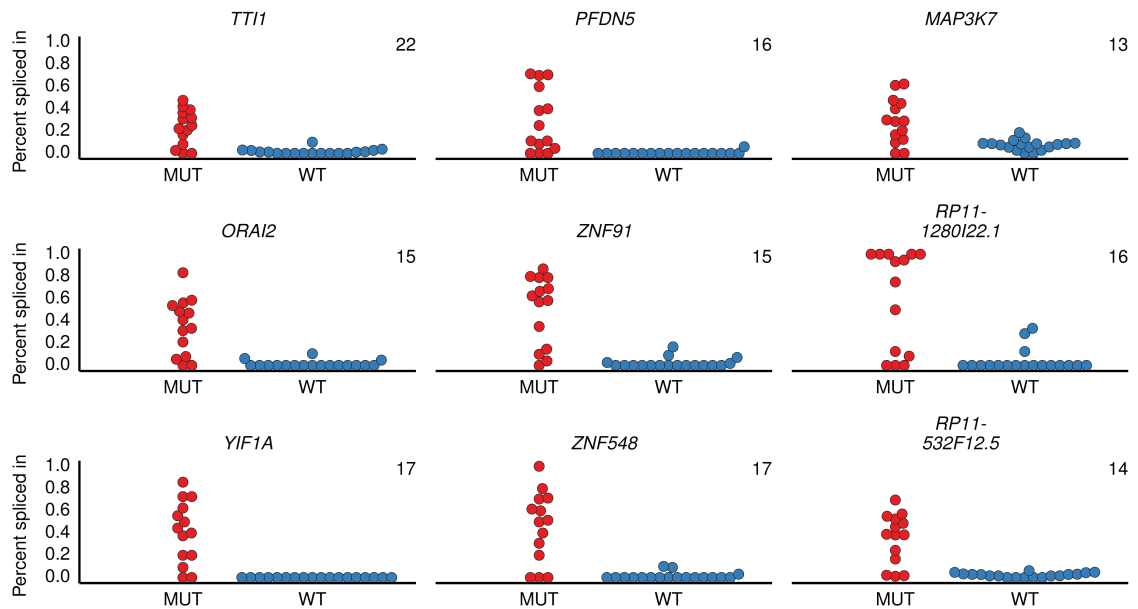 TTI1
PFDN5
MAP3K7
Percent spliced in
1.0
0.8
0.6
0.4
0.2
0.0
22
16
13
MUT
WT
MUT
WT
MUT
WT
ORAI2
ZNF91
RP11-
1280I22.1
Percent spliced in
1.0
0.8
0.6
0.4
0.2
0.0
15
15
16
MUT
WT
MUT
WT
MUT
WT
YIF1A
ZNF548
RP11-
532F12.5
Percent spliced in
1.0
0.8
0.6
0.4
0.2
0.0
17
17
14
MUT
WT
MUT
WT
MUT
WT